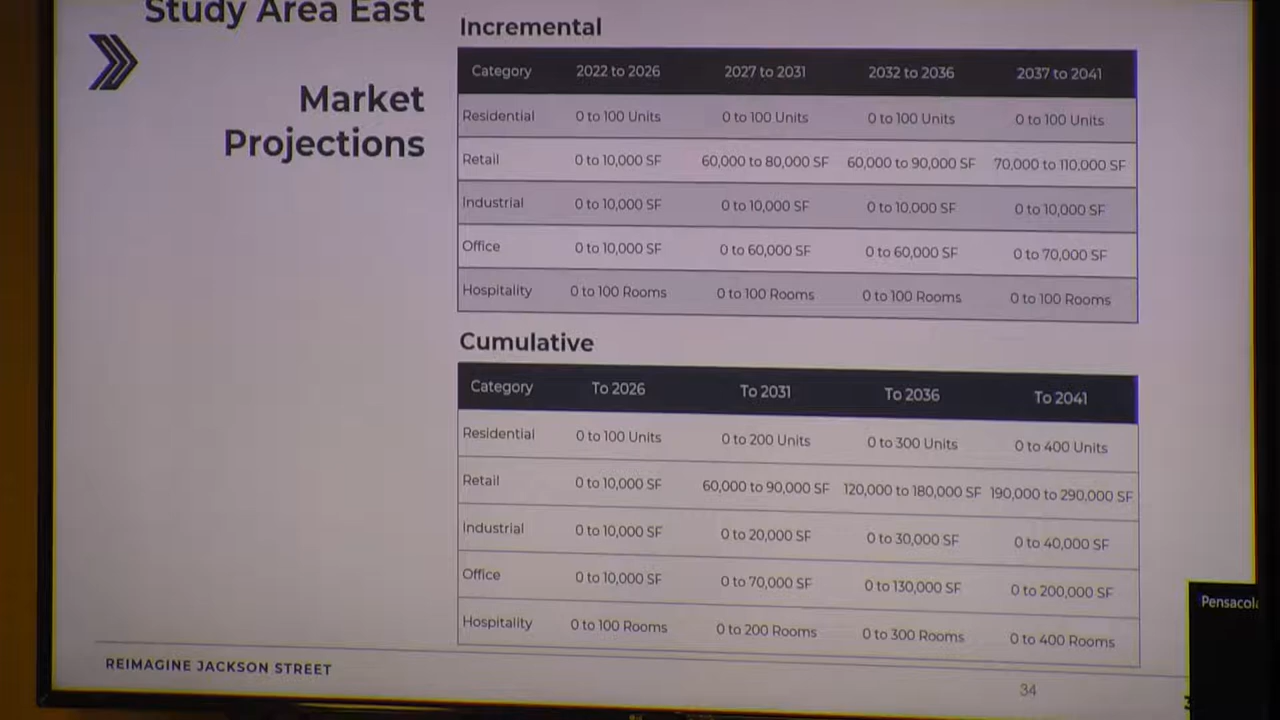 Study Area East
Market
Projections
Incremental
Category 2022 to 2026 2027 to 2031 2032 to 2036 2037 to 2041
Residential 0 to 100 Units 0 to 100 Units 0 to 100 Units 0 to 100 Units
Retail 0 to 10,000 SF 60,000 to 80,000 SF 60,000 to 90,000 SF 70,000 to 110,000 SF
Industrial 0 to 10,000 SF 0 to 10,000 SF 0 to 10,000 SF 0 to 10,000 SF
Office 0 to 10,000 SF 0 to 60,000 SF 0 to 60,000 SF 0 to 70,000 SF
Hospitality 0 to 100 Rooms 0 to 100 Rooms 0 to 100 Rooms 0 to 100 Rooms
Cumulative
Category To 2026 To 2031 To 2036 To 2041
Residential 0 to 100 Units 0 to 200 Units 0 to 300 Units 0 to 400 Units
Retail 0 to 10,000 SF 60,000 to 90,000 SF 120,000 to 180,000 SF 190,000 to 290,000 SF
Industrial 0 to 10,000 SF 0 to 20,000 SF 0 to 30,000 SF 0 to 40,000 SF
Office 0 to 10,000 SF 0 to 70,000 SF 0 to 130,000 SF 0 to 200,000 SF
Hospitality 0 to 100 Rooms 0 to 200 Rooms 0 to 300 Rooms 0 to 400 Rooms
REIMAGINE JACKSON STREET
34
Pensacola